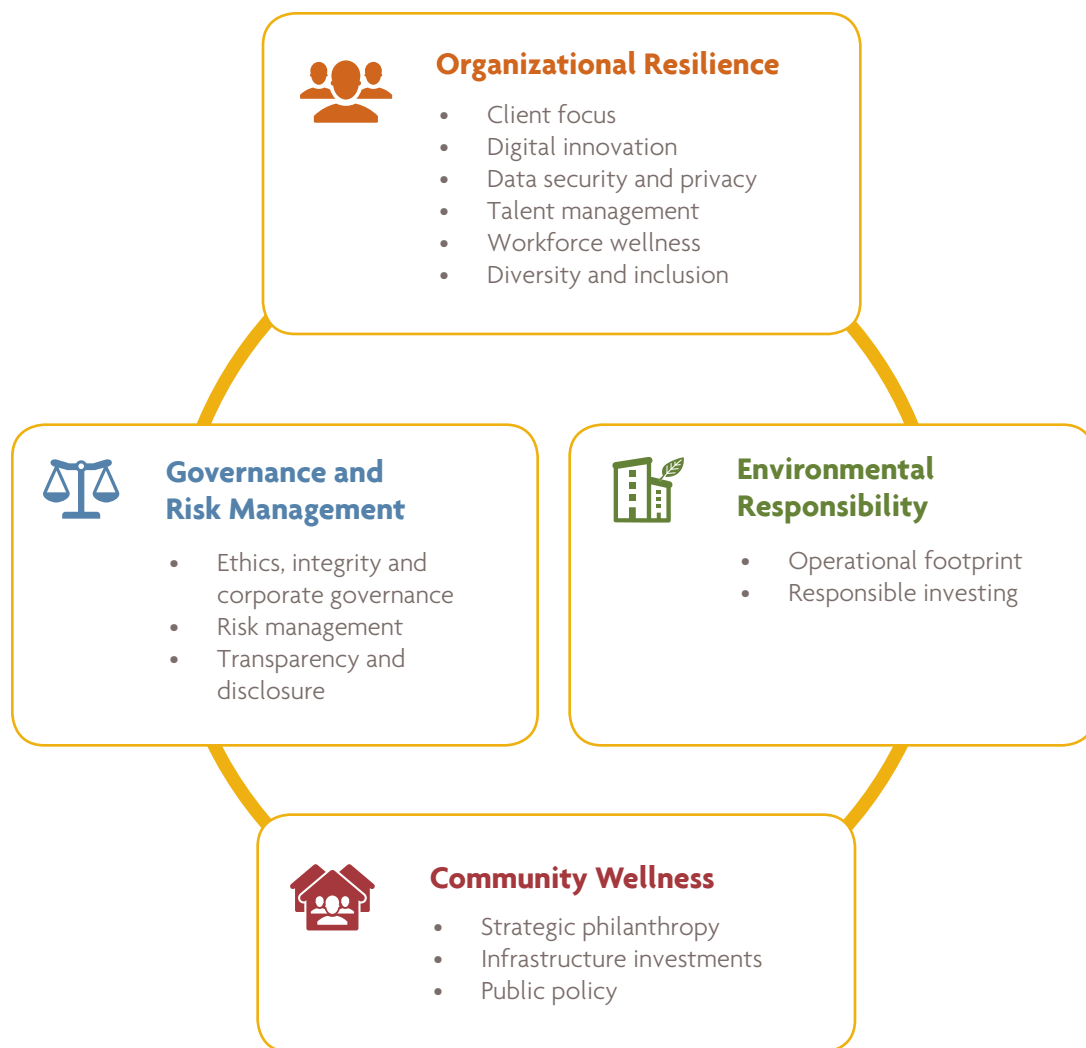 Organizational Resilience
• Client focus
• Digital innovation
• Data security and privacy
• Talent management
• Workforce wellness
• Diversity and inclusion
Governance and
Risk Management
• Ethics, integrity and
corporate governance
• Risk management
• Transparency and
disclosure
Environmental
Responsibility
• Operational footprint
• Responsible investing
Community Wellness
• Strategic philanthropy
• Infrastructure investments
• Public policy